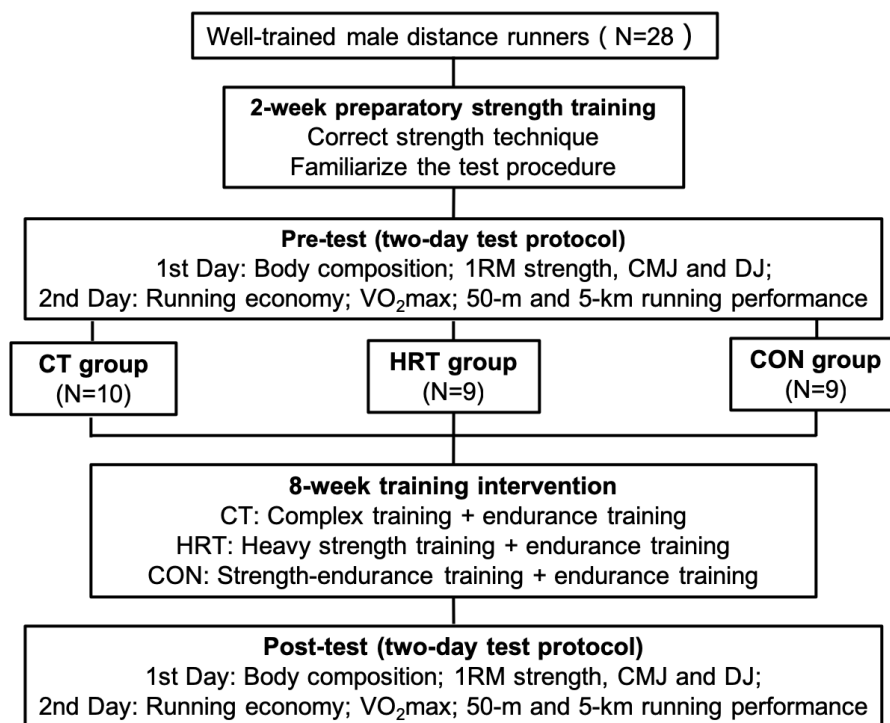 Well-trained male distance runners ( N=28 )
2-week preparatory strength training
Correct strength technique
Familiarize the test procedure
Pre-test (two-day test protocol)
1st Day: Body composition; 1RM strength, CMJ and DJ;
2nd Day: Running economy; VO₂max; 50-m and 5-km running performance
CT group
(N=10)
HRT group
(N=9)
CON group
(N=9)
8-week training intervention
CT: Complex training + endurance training
HRT: Heavy strength training + endurance training
CON: Strength-endurance training + endurance training
Post-test (two-day test protocol)
1st Day: Body composition; 1RM strength, CMJ and DJ;
2nd Day: Running economy; VO₂max; 50-m and 5-km running performance